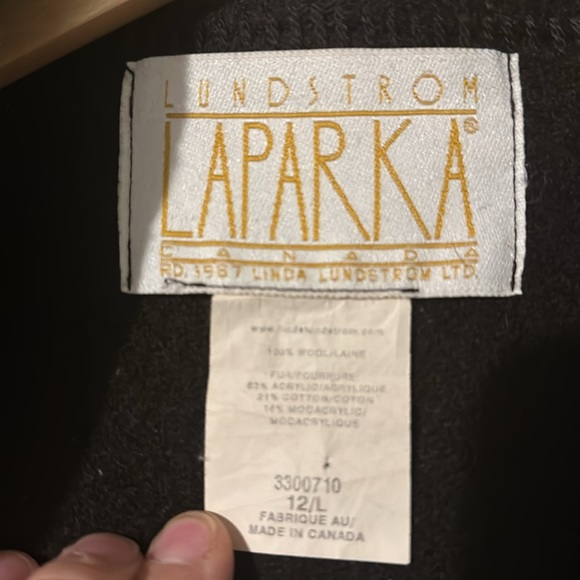 LUNDSTROM
LAPARKA®
CANADA
RD. 1987 LINDA LUNDSTROM LTD.
www.lindalundstrom.com
100% WOOL/LAINE
FUR/FOURRURE
63% ACRYLIC/ACRYLIQUE
21% COTTON/COTON
16% MODACRYLIC/
MODACRYLIQUE
3300710
12/L
FABRIQUE AU/
MADE IN CANADA